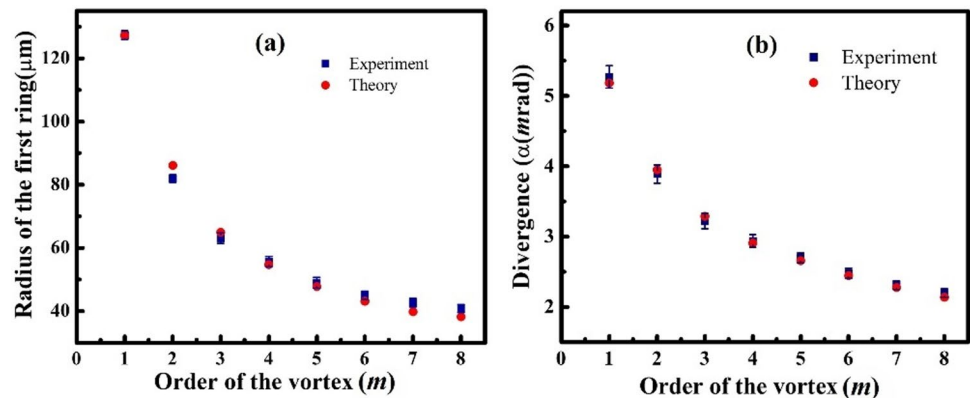 (a)
Experiment
Theory
Radius of the first ring(μm)
120
100
80
60
40
0 1 2 3 4 5 6 7 8
Order of the vortex (m)
(b)
Experiment
Theory
Divergence (α(mrad))
6
5
4
3
2
0 1 2 3 4 5 6 7 8
Order of the vortex (m)